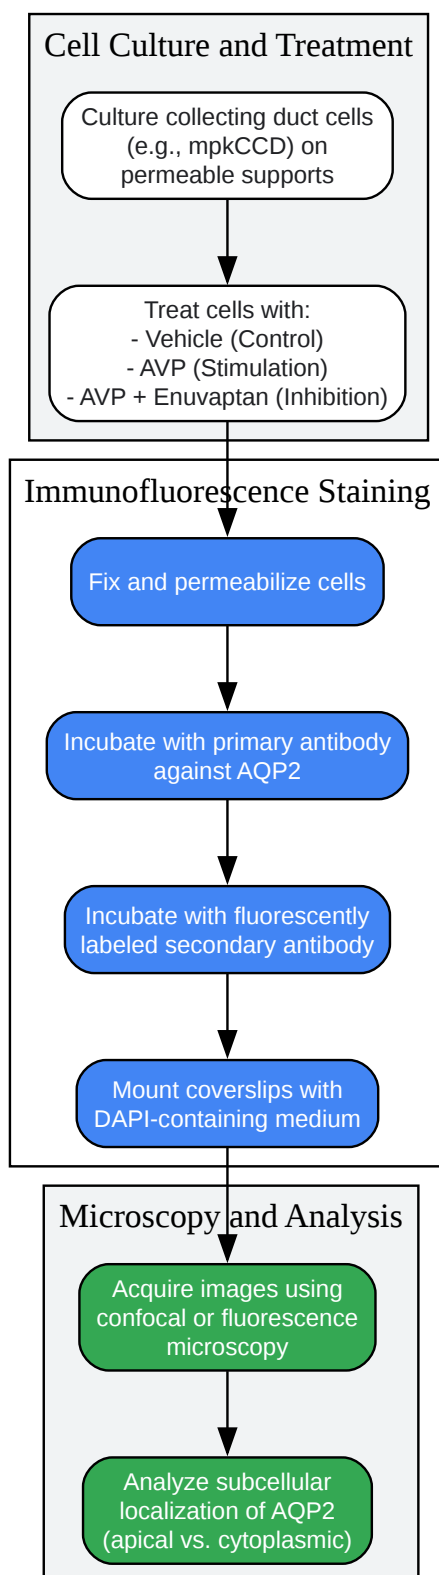 Cell Culture and Treatment
Culture collecting duct cells
(e.g., mpkCCD) on
permeable supports
Treat cells with:
- Vehicle (Control)
- AVP (Stimulation)
- AVP + Enuvaptan (Inhibition)
Immunofluorescence Staining
Fix and permeabilize cells
Incubate with primary antibody
against AQP2
Incubate with fluorescently
labeled secondary antibody
Mount coverslips with
DAPI-containing medium
Microscopy and Analysis
Acquire images using
confocal or fluorescence
microscopy
Analyze subcellular
localization of AQP2
(apical vs. cytoplasmic)